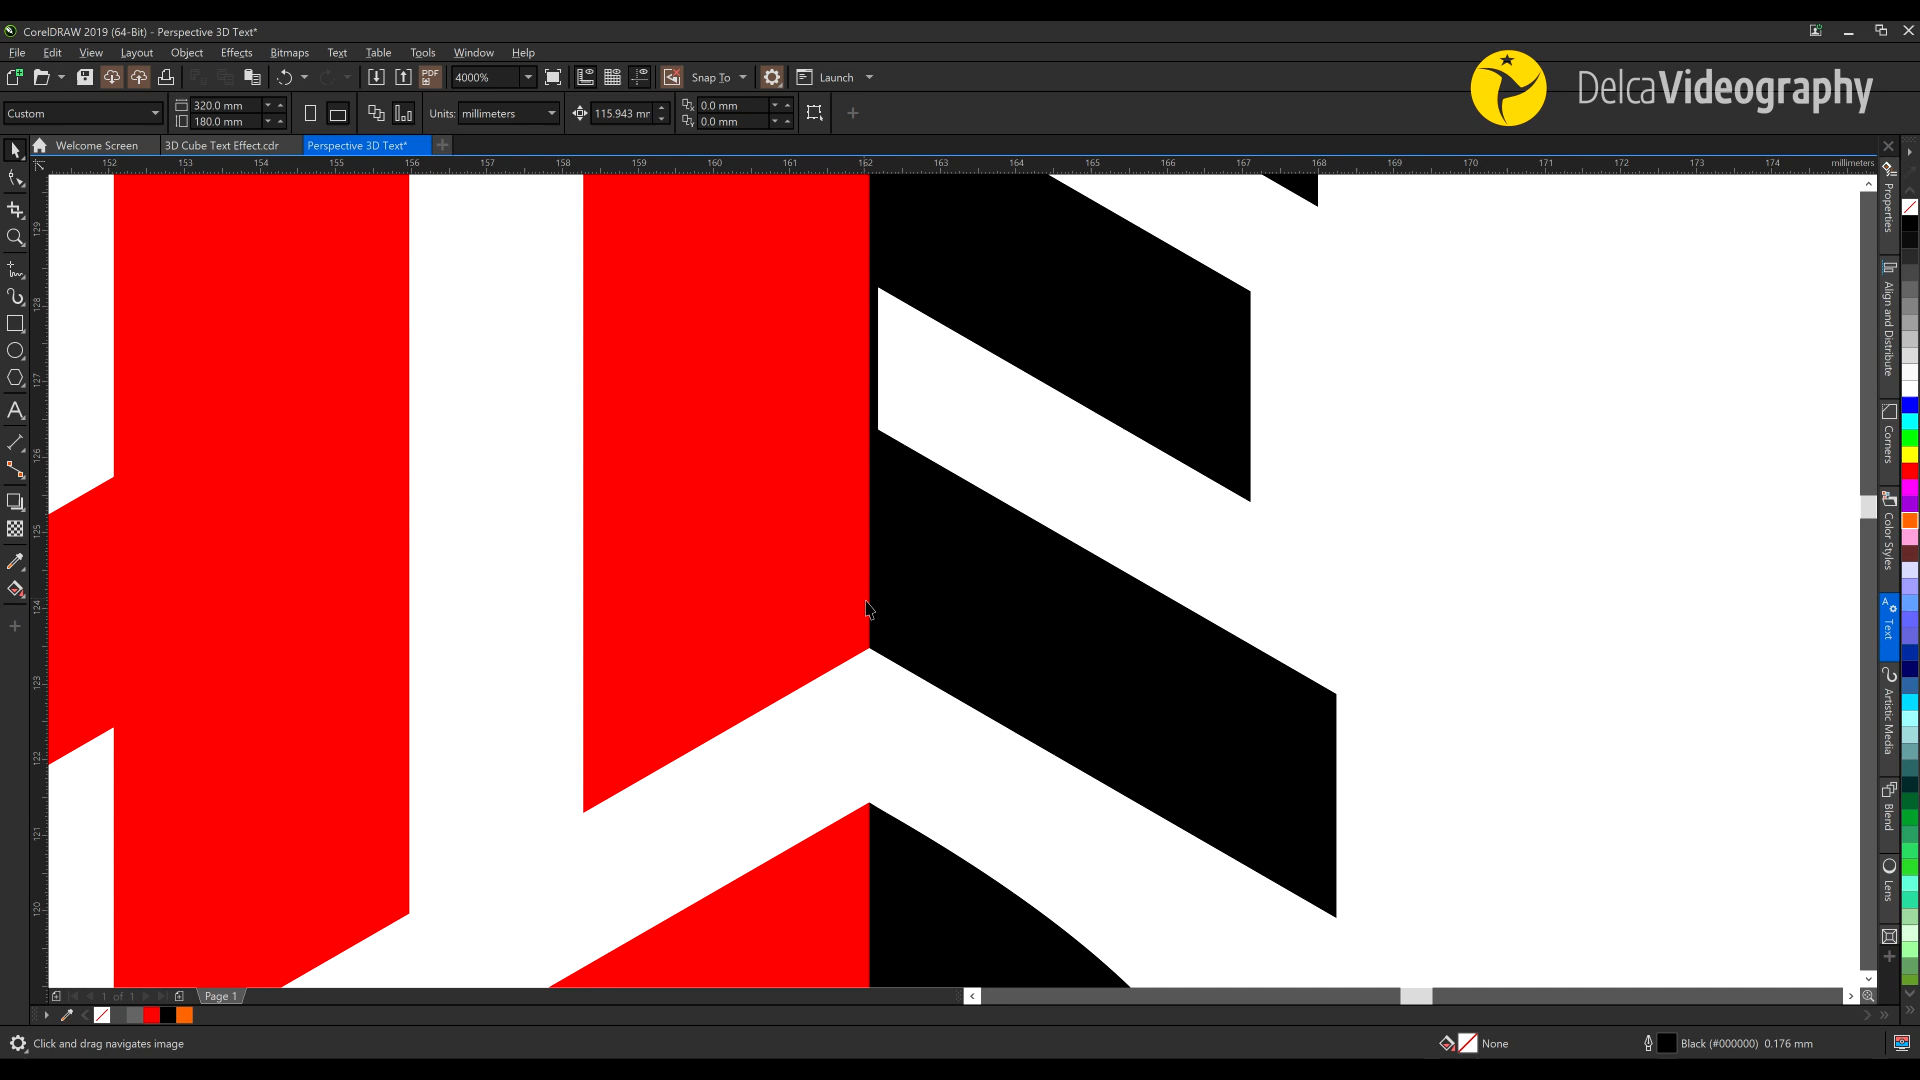 CorelDRAW 2019 (64-Bit) - Perspective 3D Text*
File Edit View Layout Object Effects Bitmaps Text Table Tools Window Help
PDF 4000% Snap To Launch
DelcaVideography
Custom 320.0 mm 180.0 mm Units: millimeters 115.943 mm 0.0 mm 0.0 mm
Welcome Screen 3D Cube Text Effect.cdr Perspective 3D Text*
152 153 154 155 156 157 158 159 160 161 162 163 164 165 166 167 168 169 170 171 172 173 174 millimeters
129
128
127
126
125
124
123
122
121
120
Properties
Align and Distribute
Corners
Color Styles
Text
Artistic Media
Blend
Lens
1 of 1 Page 1
Click and drag navigates image None Black (#000000) 0.176 mm